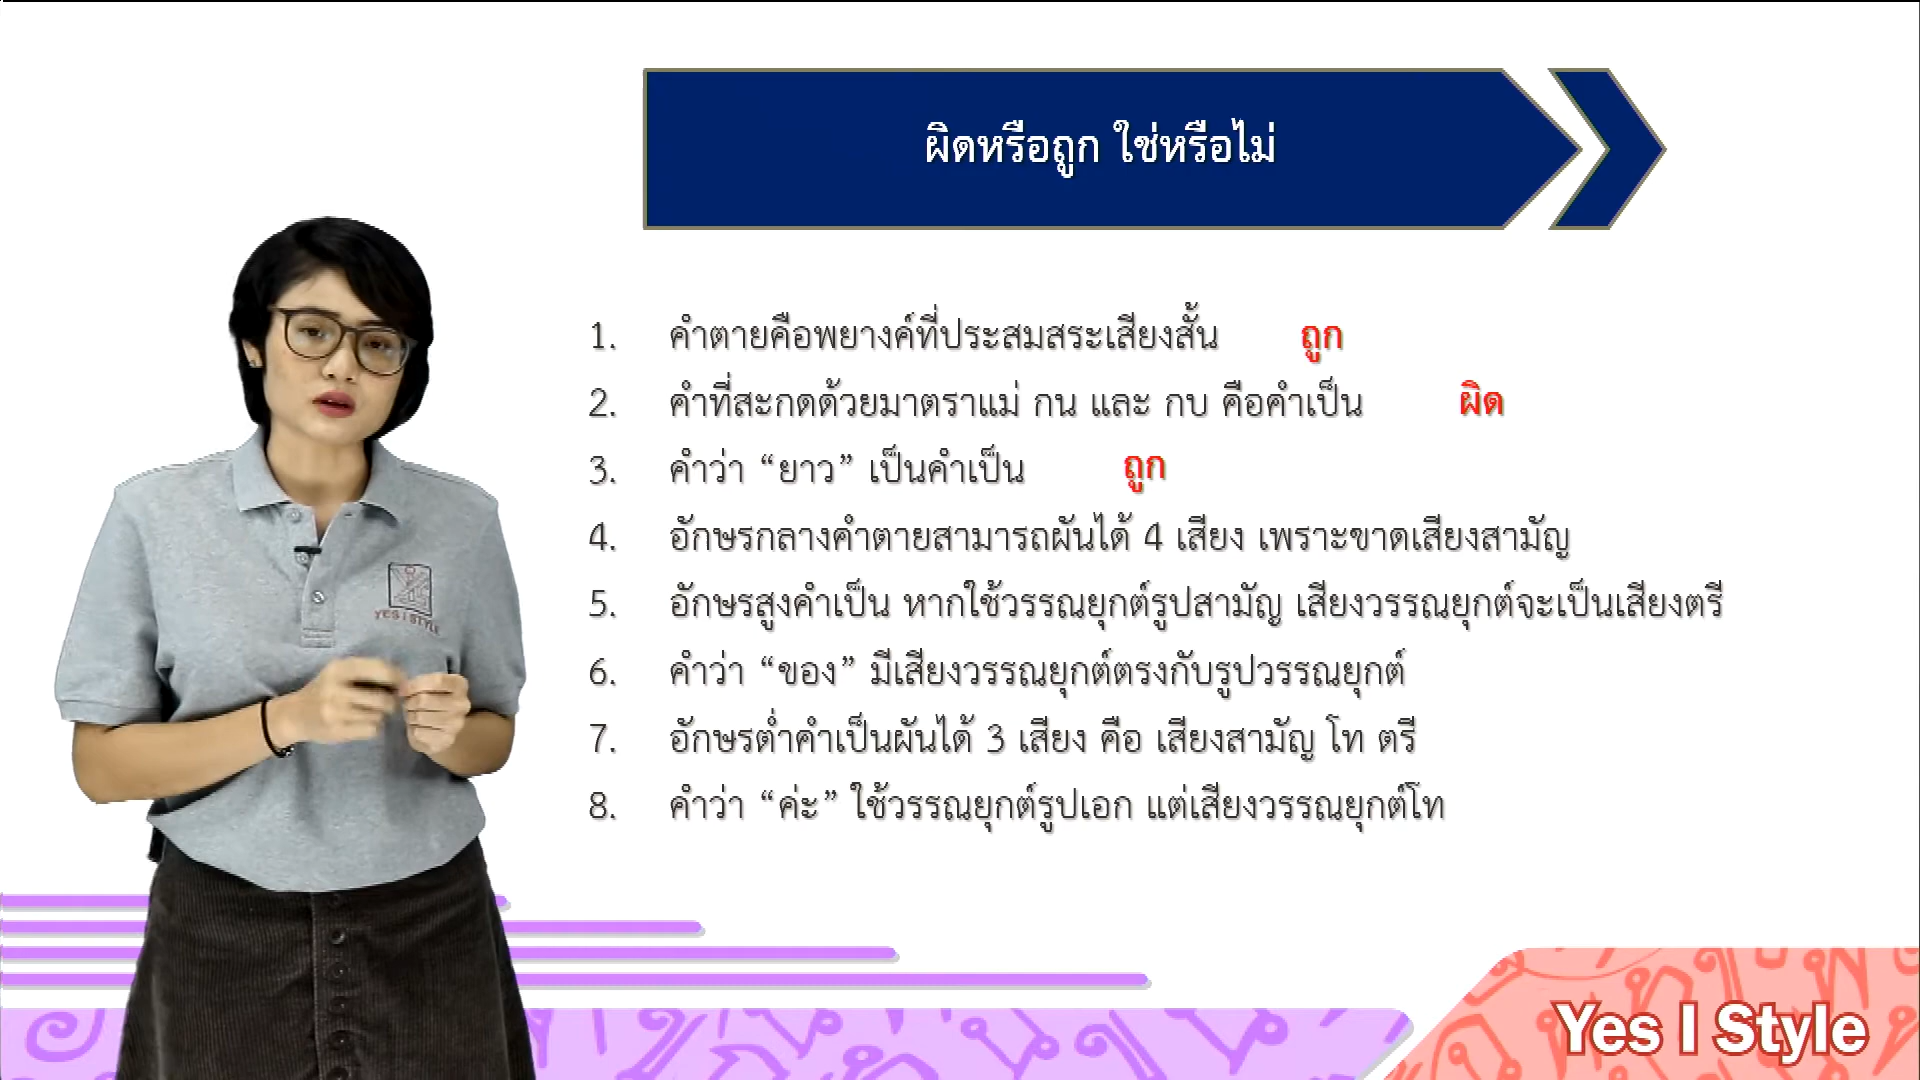 ผิดหรือถูก ใช่หรือไม่
1. คำตายคือพยางค์ที่ประสมสระเสียงสั้น ถูก
2. คำที่สะกดด้วยมาตราแม่ กน และ กบ คือคำเป็น ผิด
3. คำว่า “ยาว” เป็นคำเป็น ถูก
4. อักษรกลางคำตายสามารถผันได้ 4 เสียง เพราะขาดเสียงสามัญ
5. อักษรสูงคำเป็น หากใช้วรรณยุกต์รูปสามัญ เสียงวรรณยุกต์จะเป็นเสียงตรี
6. คำว่า “ของ” มีเสียงวรรณยุกต์ตรงกับรูปวรรณยุกต์
7. อักษรต่ำคำเป็นผันได้ 3 เสียง คือ เสียงสามัญ โท ตรี
8. คำว่า “ค่ะ” ใช้วรรณยุกต์รูปเอก แต่เสียงวรรณยุกต์โท
YES I STYLE
Yes I Style